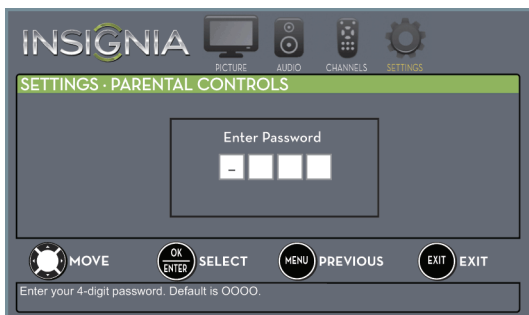 INSIGNIA
PICTURE AUDIO CHANNELS SETTINGS
SETTINGS · PARENTAL CONTROLS
Enter Password
–
MOVE OK ENTER SELECT MENU PREVIOUS EXIT EXIT
Enter your 4-digit password. Default is OOOO.